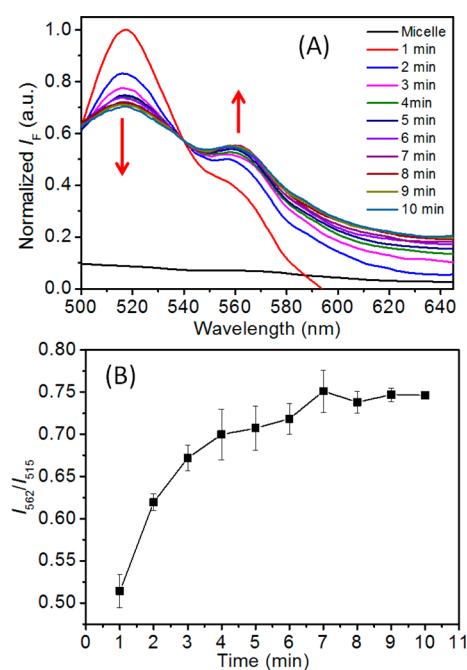 (A)
Normalized I_F (a.u.)
1.0
0.8
0.6
0.4
0.2
0.0
500 520 540 560 580 600 620 640
Wavelength (nm)
Micelle
1 min
2 min
3 min
4min
5 min
6 min
7 min
8 min
9 min
10 min
(B)
I562/I515
0.80
0.75
0.70
0.65
0.60
0.55
0.50
0 1 2 3 4 5 6 7 8 9 10 11
Time (min)